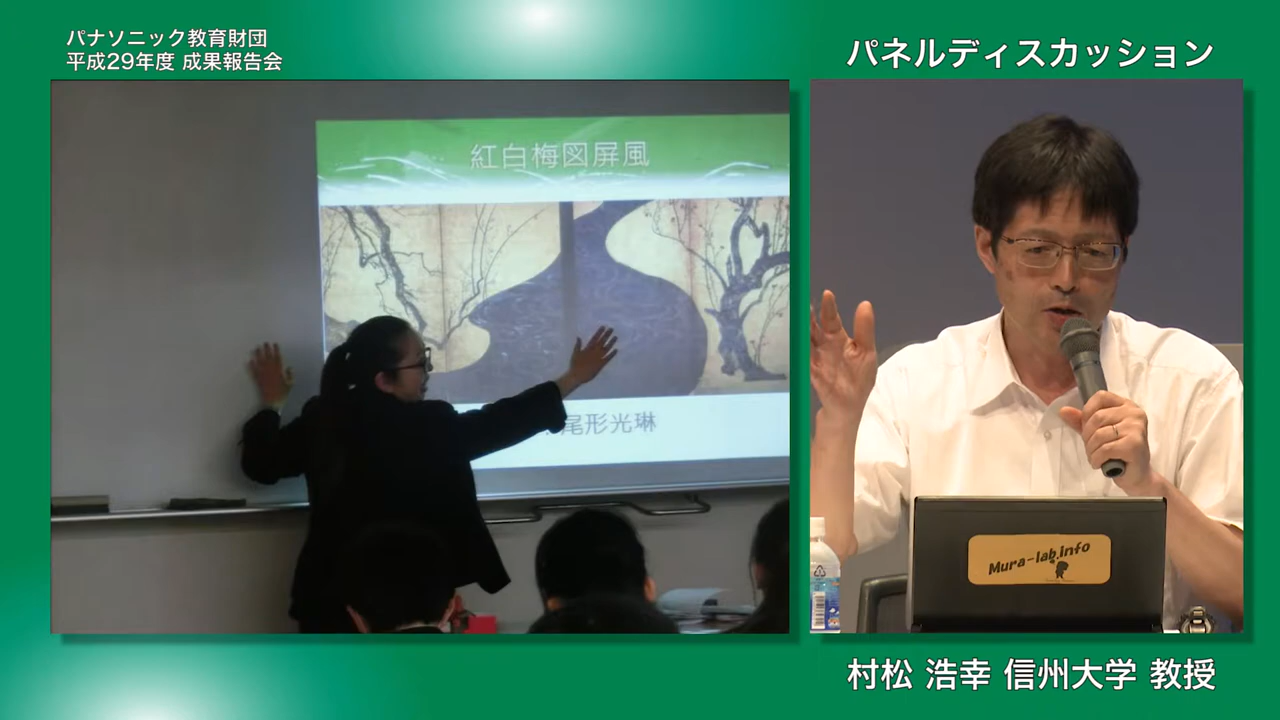 パナソニック教育財団
平成29年度 成果報告会
パネルディスカッション
紅白梅図屏風
尾形光琳
Mura-lab.info
村松 浩幸 信州大学 教授